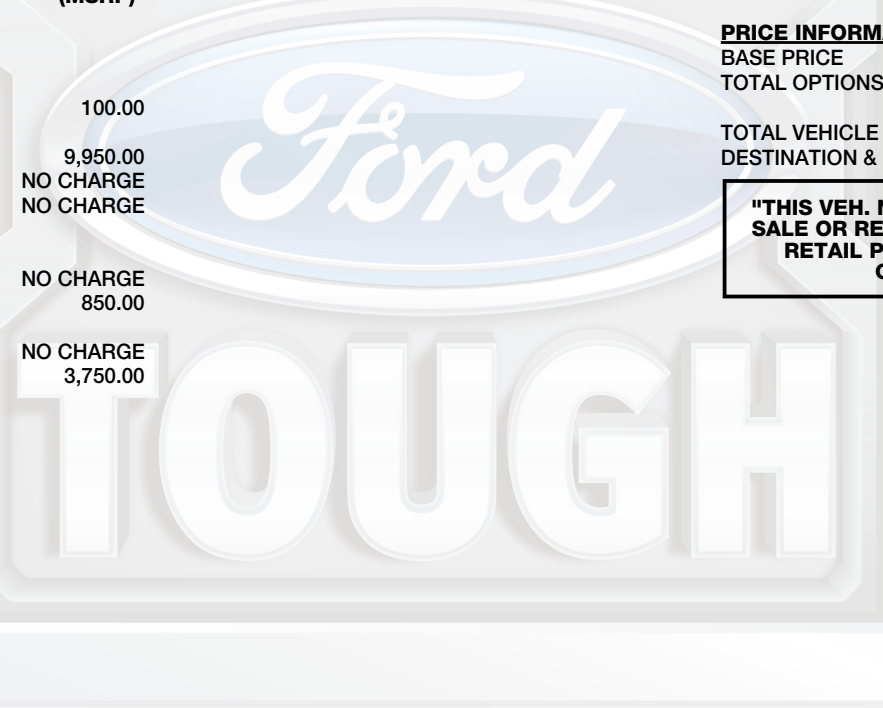 (MSRP)
100.00
9,950.00
NO CHARGE
NO CHARGE
NO CHARGE
850.00
NO CHARGE
3,750.00
PRICE INFORMA
BASE PRICE
TOTAL OPTIONS
TOTAL VEHICLE
DESTINATION &
"THIS VEH.
SALE OR RE
RETAIL P
Ford
TOUGH